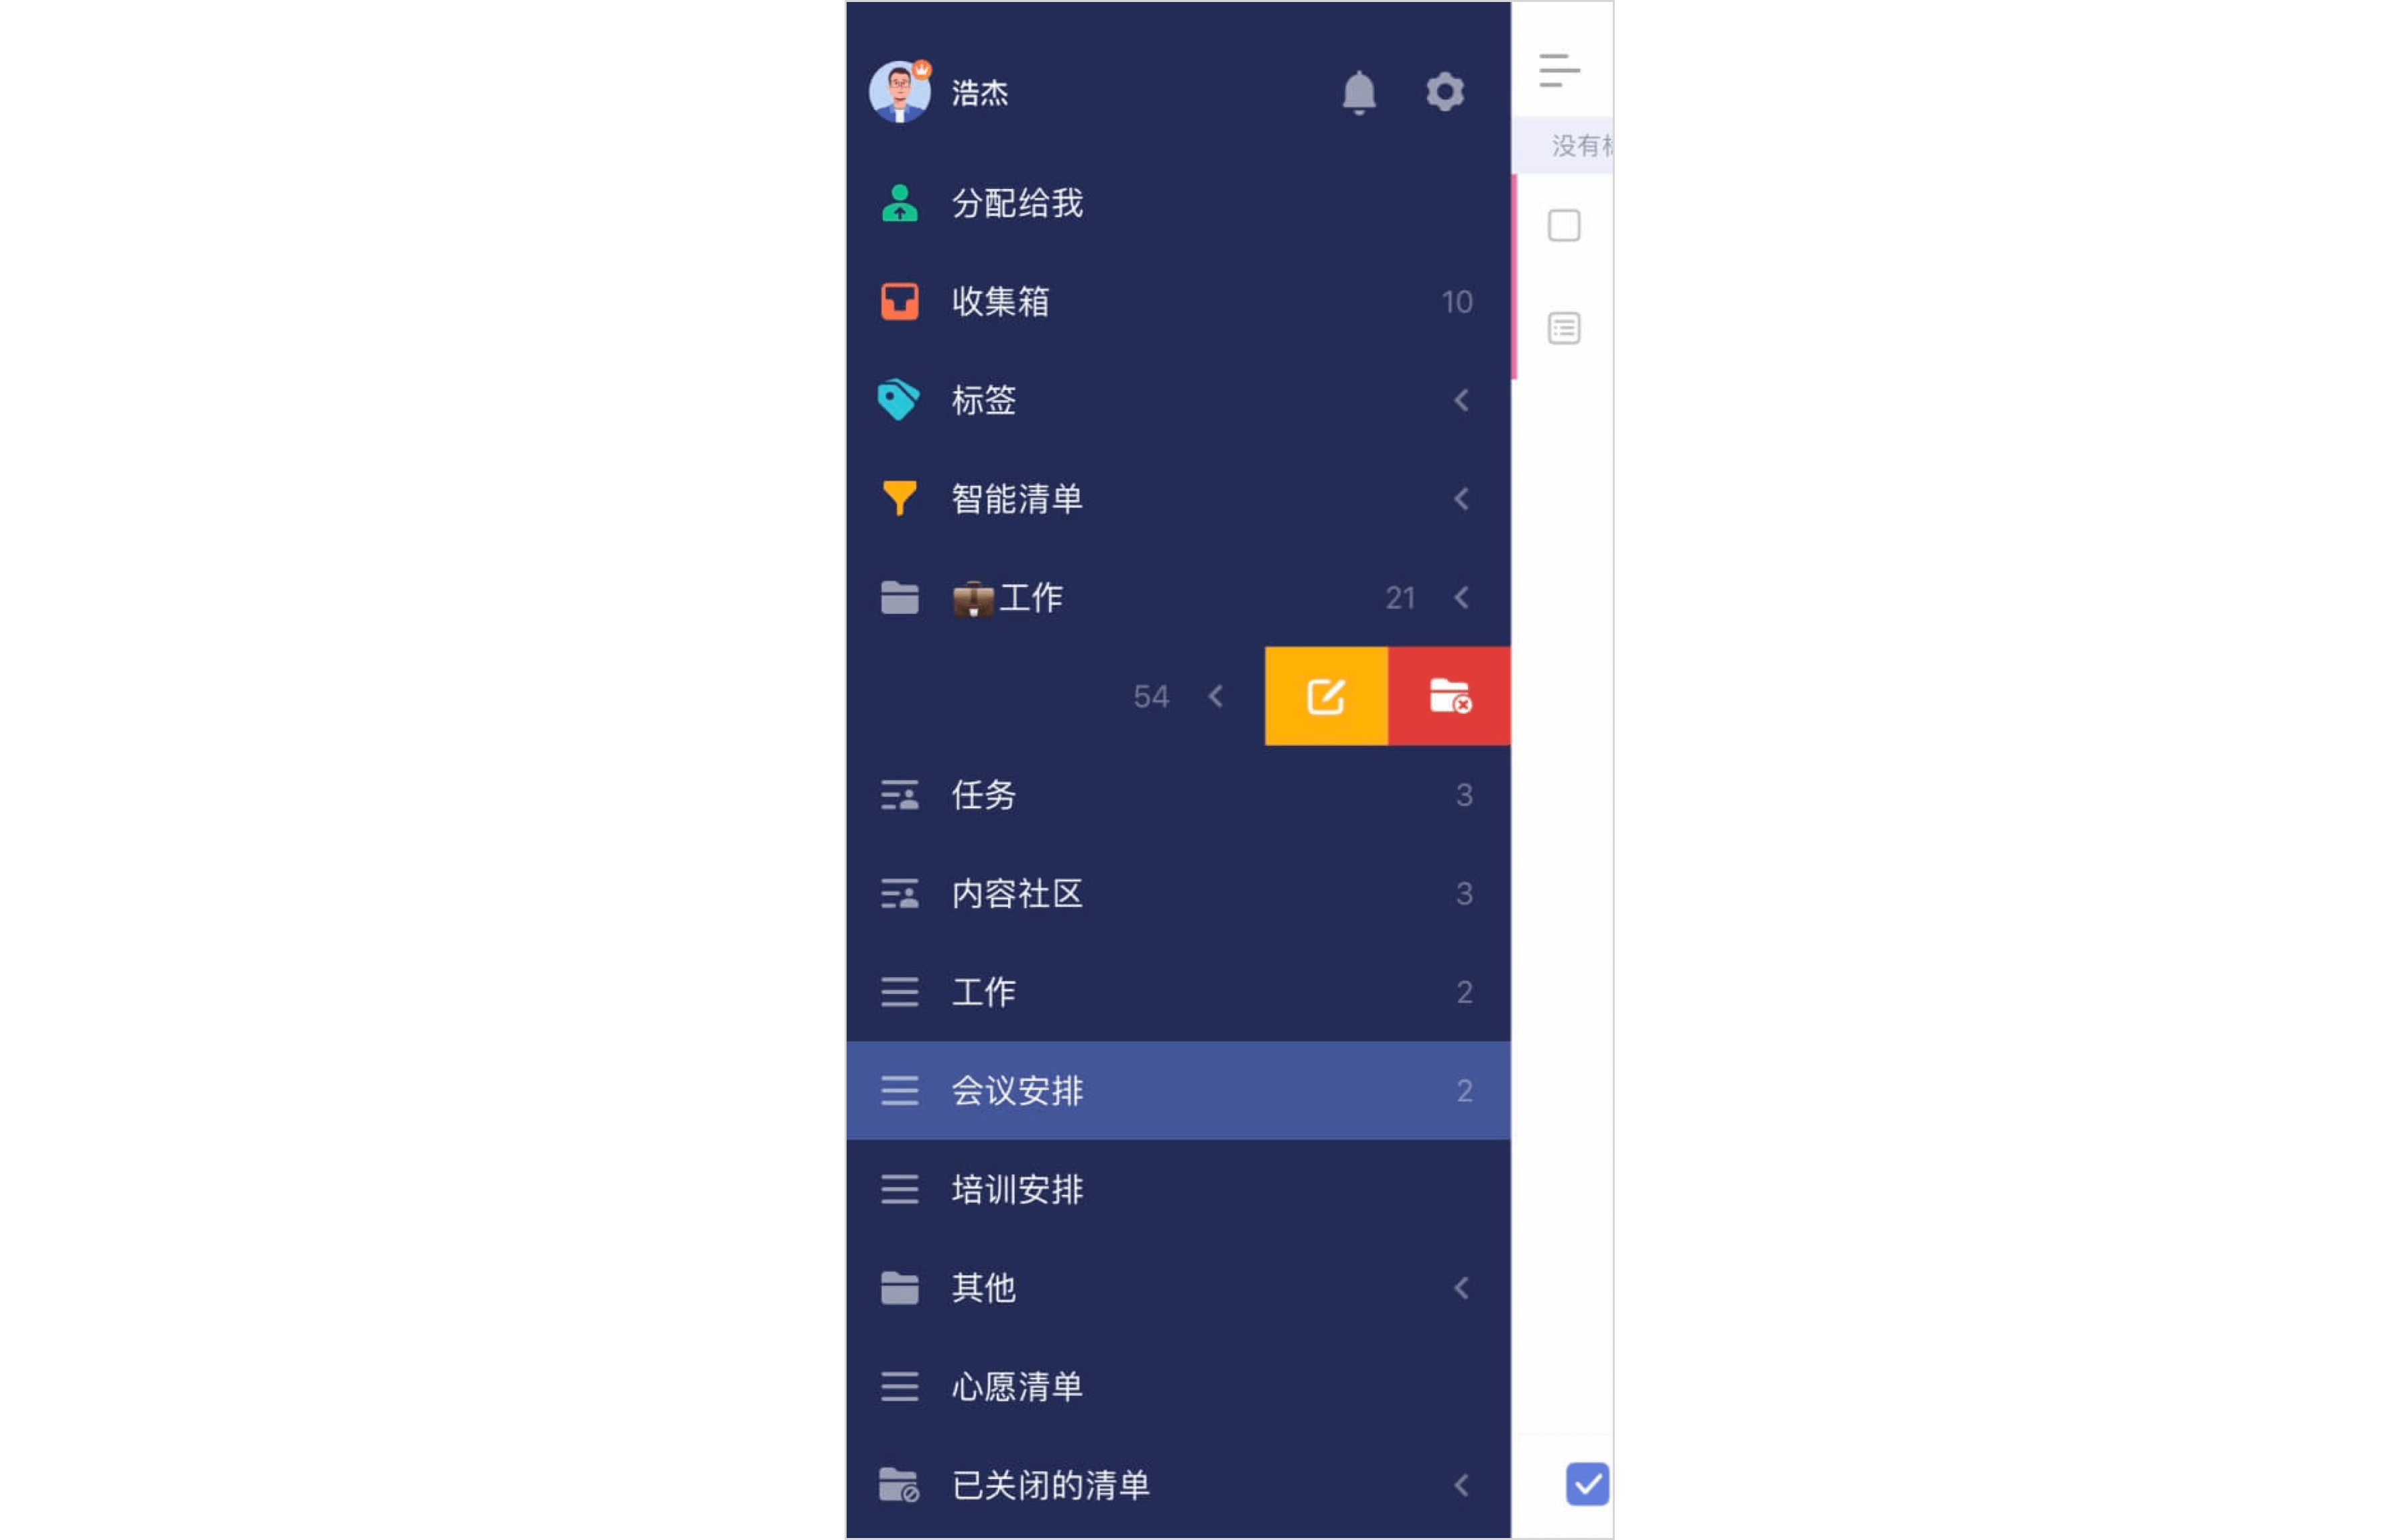 浩杰
没有
分配给我
收集箱 10
标签
智能清单
工作 21
54
任务 3
内容社区 3
工作 2
会议安排 2
培训安排
其他
心愿清单
已关闭的清单